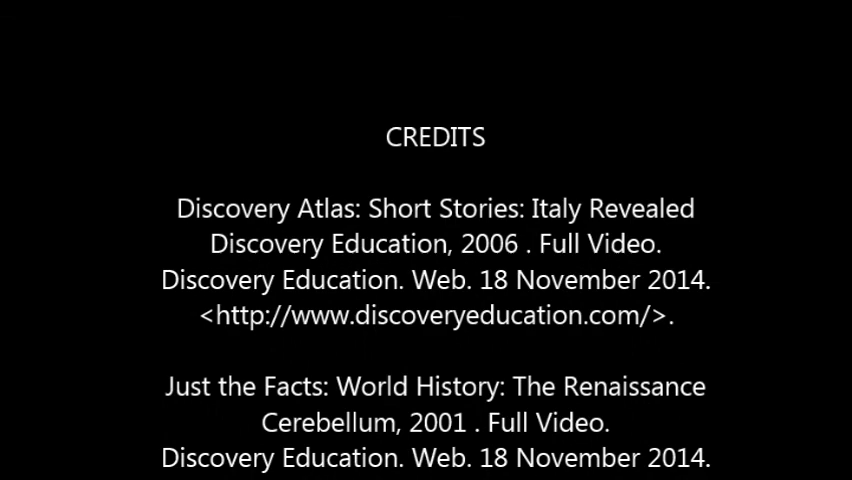 CREDITS
Discovery Atlas: Short Stories: Italy Revealed
Discovery Education, 2006 . Full Video.
Discovery Education. Web. 18 November 2014.
<http://www.discoveryeducation.com/>.
Just the Facts: World History: The Renaissance
Cerebellum, 2001 . Full Video.
Discovery Education. Web. 18 November 2014.